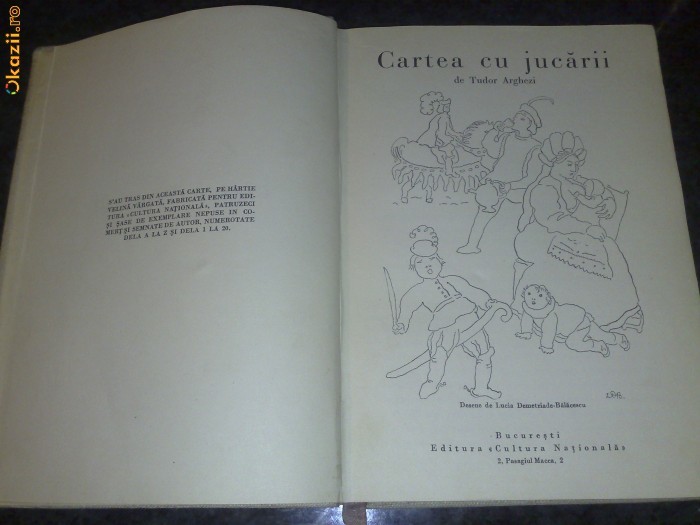 Okazii.ro
S'AU TRAS DIN ACEASTĂ CARTE, PE HÂRTIE
VELINĂ VĂRGATĂ, FABRICATĂ PENTRU EDI-
TURA «CULTURA NAȚIONALĂ», PATRUZECI
ȘI ȘASE DE EXEMPLARE NEPUSE IN CO-
MERȚ ȘI SEMNATE DE AUTOR, NUMEROTATE
DELA A LA Z ȘI DELA 1 LA 20.
Cartea cu jucării
de Tudor Arghezi
Desene de Lucia Demetriade-Bălăcescu
București
Editura «Cultura Națională»
2, Pasagiul Macca, 2